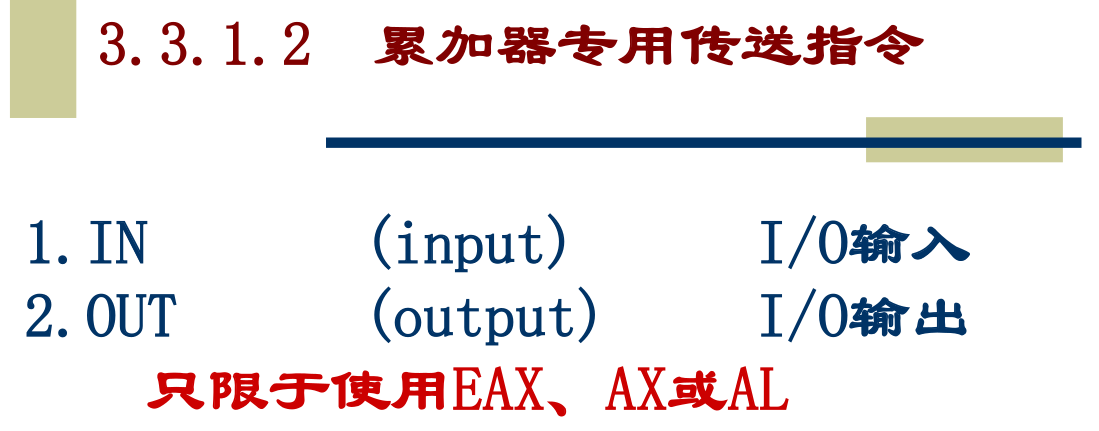 3.3.1.2 累加器专用传送指令
1.IN (input) I/O输入
2.OUT (output) I/O输出
只限于使用EAX、AX或AL